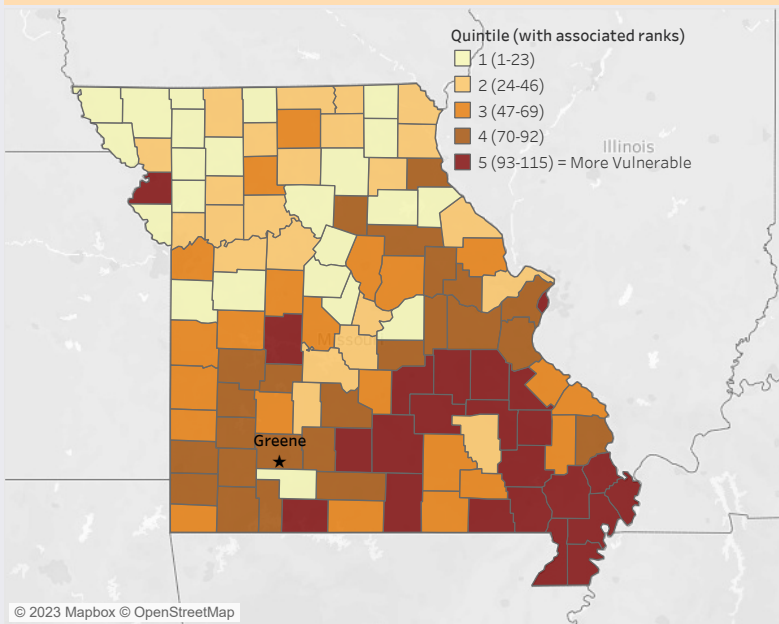 Quintile (with associated ranks)
1 (1-23)
2 (24-46)
3 (47-69)
4 (70-92)
5 (93-115) = More Vulnerable
Illinois
Missouri
Greene
© 2023 Mapbox © OpenStreetMap